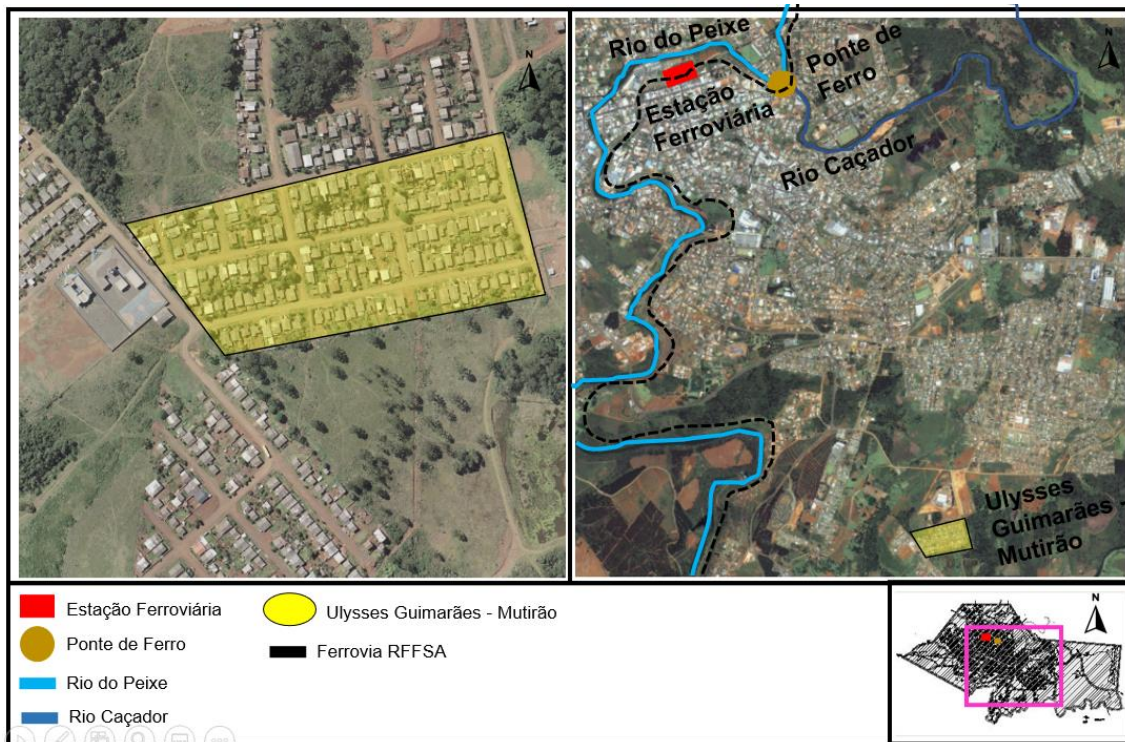 N
Rio do Peixe
Ponte de
Ferro
N
Estação
Ferroviária
Rio Caçador
Ulysses
Guimarães -
Mutirão
Estação Ferroviária
Ulysses Guimarães - Mutirão
Ponte de Ferro
Ferrovia RFFSA
Rio do Peixe
Rio Caçador
N